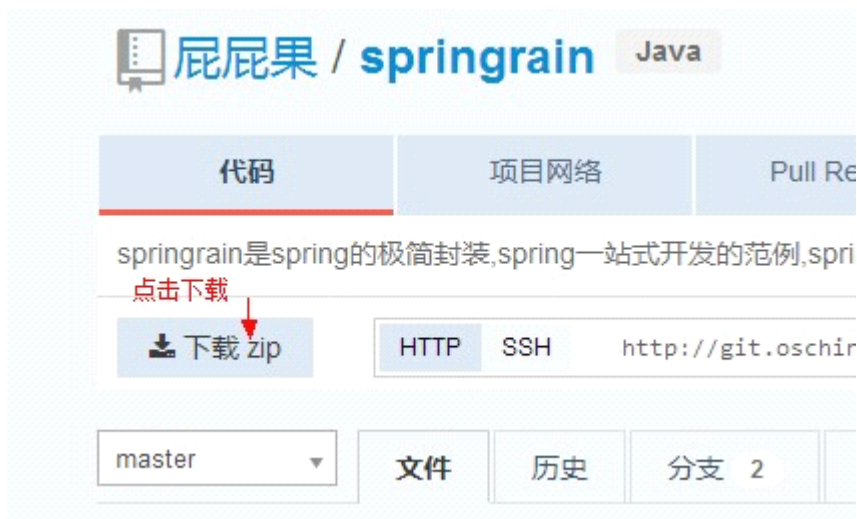 屁屁果 / springrain Java
代码 项目网络 Pull Re
springrain是spring的极简封装,spring一站式开发的范例,spri
点击下载
下载 zip HTTP SSH http://git.oschin
master 文件 历史 分支 2